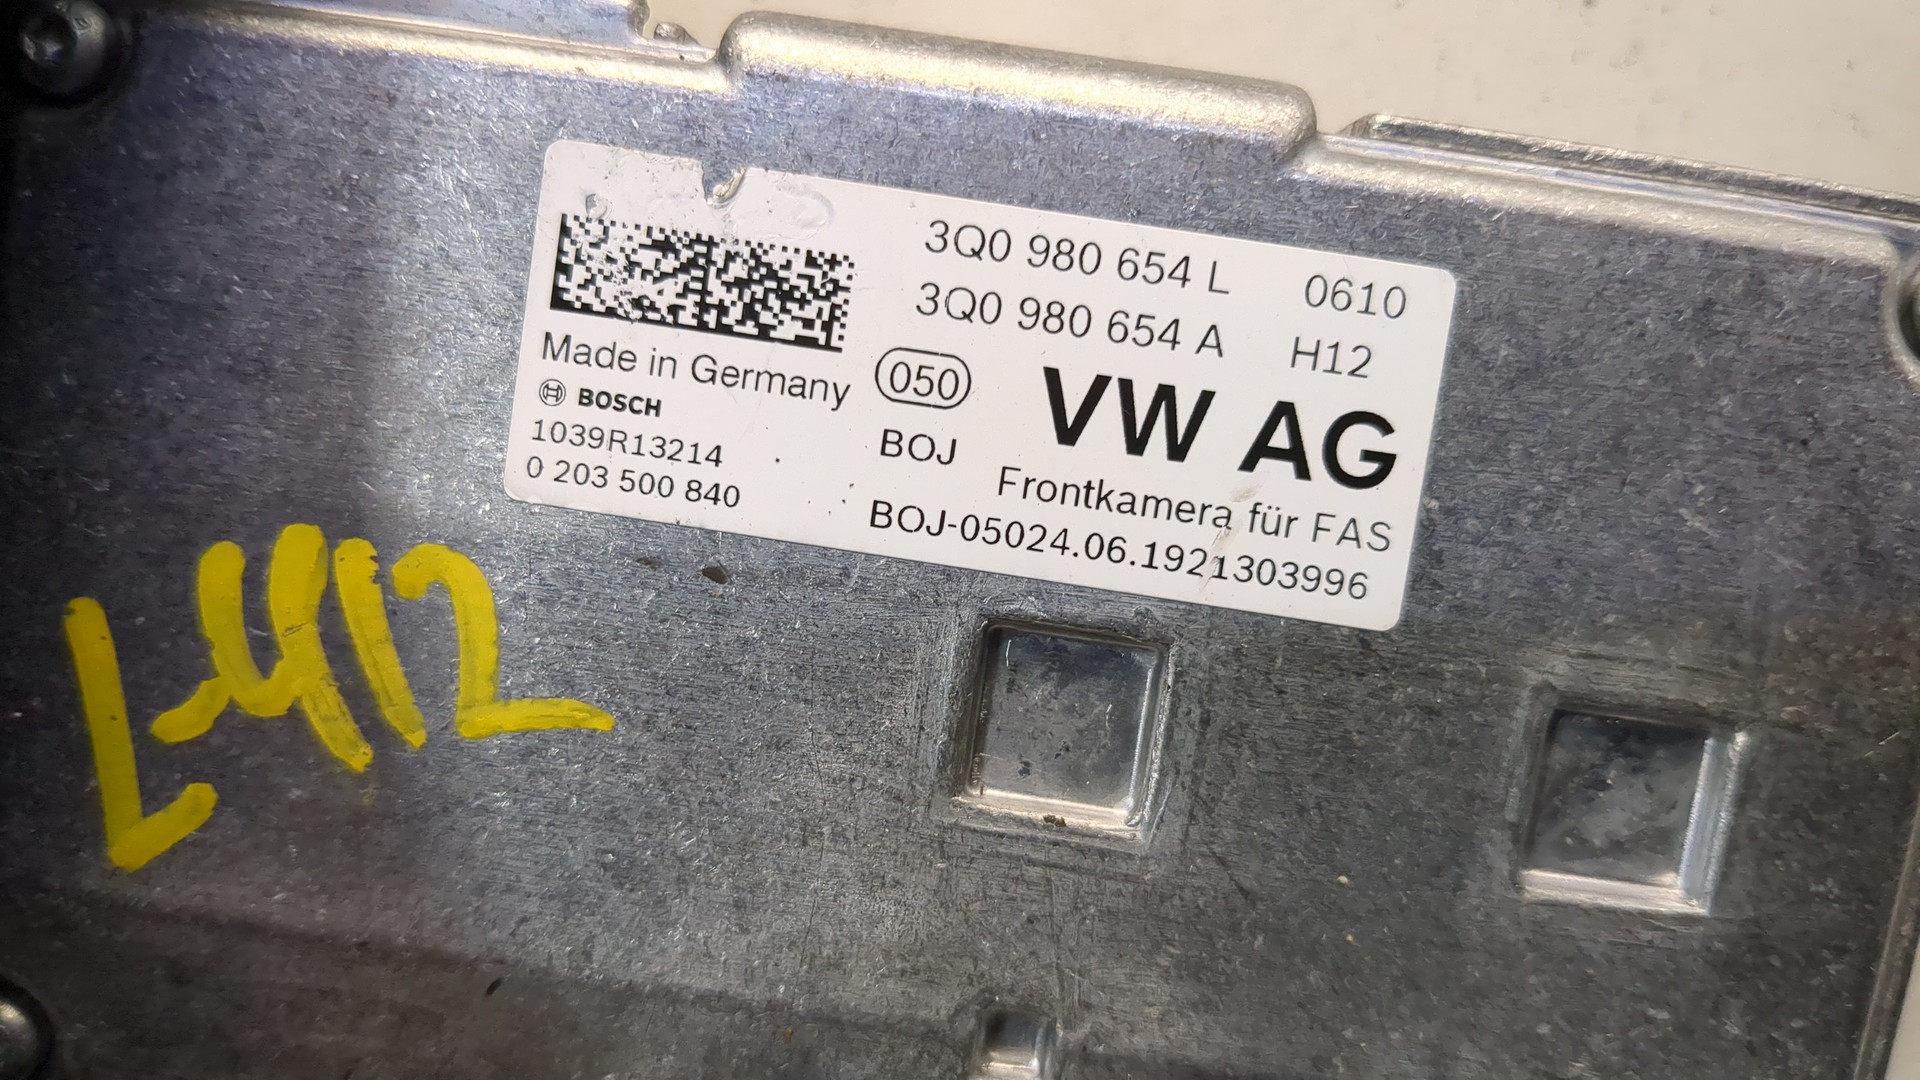 3Q0 980 654 L 0610
3Q0 980 654 A H12
Made in Germany 050 VW AG
BOSCH
1039R13214 BOJ Frontkamera für FAS
0 203 500 840 BOJ-05024.06.1921303996
L-412